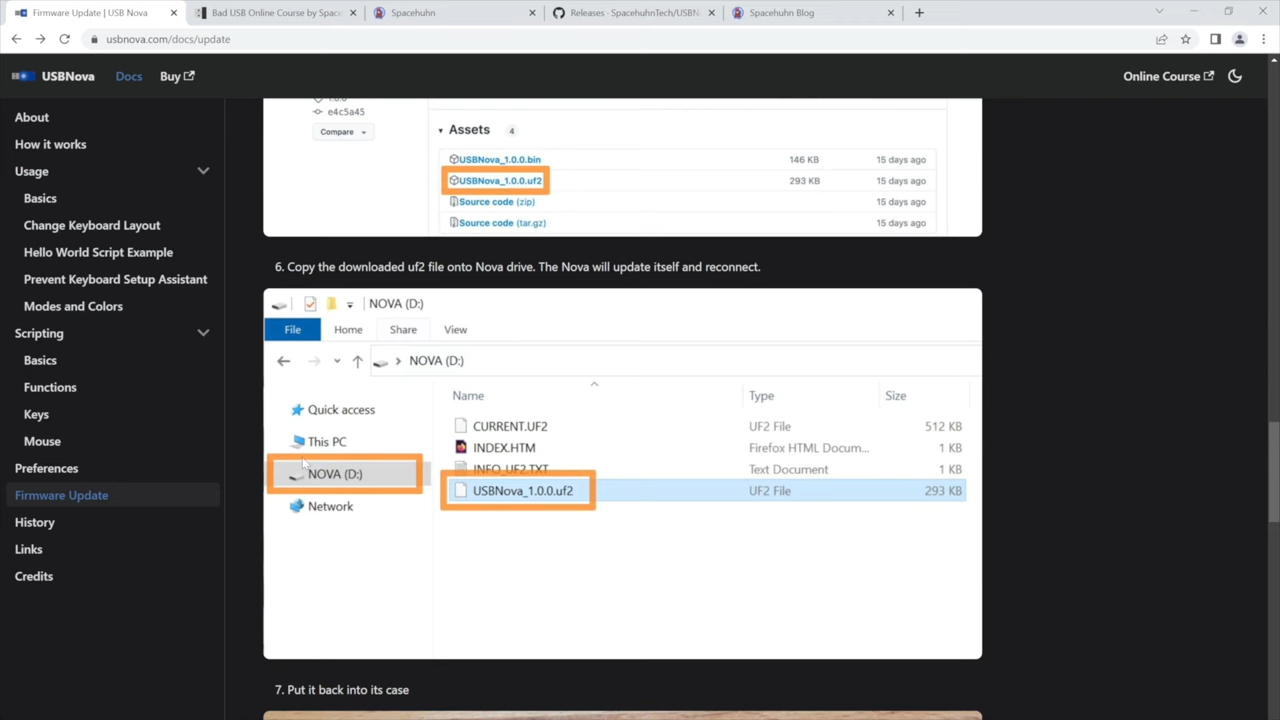 Firmware Update | USB Nova
Bad USB Online Course by Space
Spacehuhn
Releases · SpacehuhnTech/USBN
Spacehuhn Blog
usbnova.com/docs/update
USBNova
Docs
Buy
Online Course
About
How it works
Usage
Basics
Change Keyboard Layout
Hello World Script Example
Prevent Keyboard Setup Assistant
Modes and Colors
Scripting
Basics
Functions
Keys
Mouse
Preferences
Firmware Update
History
Links
Credits
1.0.0
e4c5a45
Compare
Assets 4
USBNova_1.0.0.bin 146 KB 15 days ago
USBNova_1.0.0.uf2 293 KB 15 days ago
Source code (zip) 15 days ago
Source code (tar.gz) 15 days ago
6. Copy the downloaded uf2 file onto Nova drive. The Nova will update itself and reconnect.
NOVA (D:)
File Home Share View
NOVA (D:)
Quick access
This PC
NOVA (D:)
Network
Name Type Size
CURRENT.UF2 UF2 File 512 KB
INDEX.HTM Firefox HTML Docum... 1 KB
INFO_UF2.TXT Text Document 1 KB
USBNova_1.0.0.uf2 UF2 File 293 KB
7. Put it back into its case